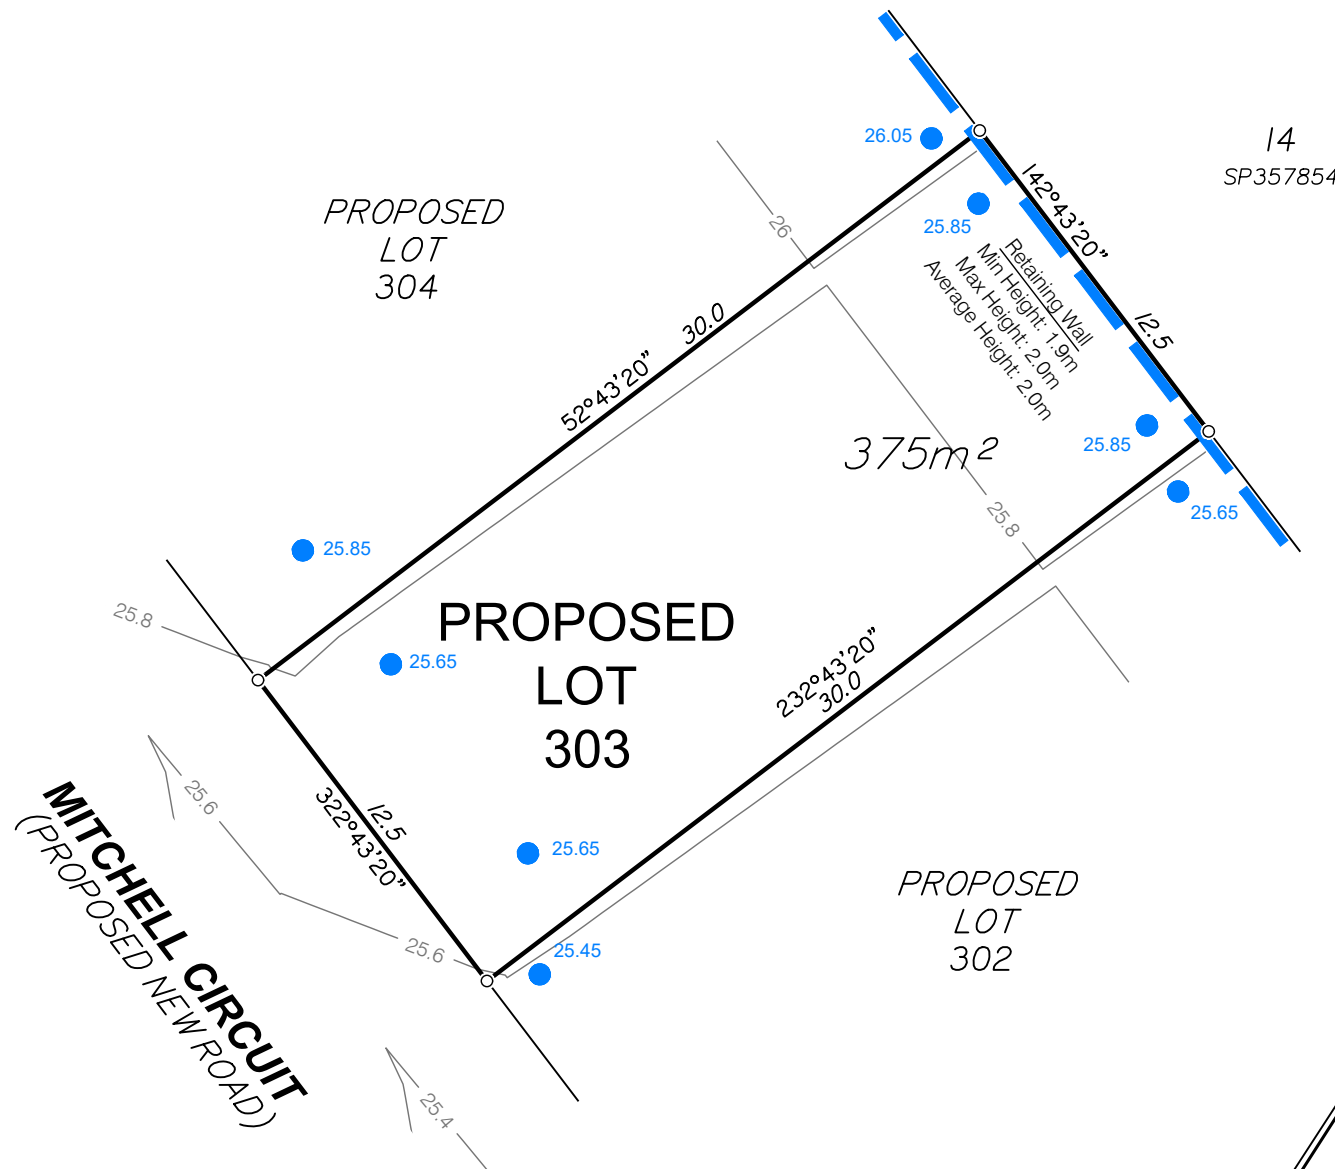 14
SP357854
26.05
142°43'20"
25.85
PROPOSED
LOT
304
26
Retaining Wall
Min Height: 1.9m
Max Height: 2.0m
Average Height: 2.0m
12.5
30.0
52°43'20"
375m²
25.85
25.65
25.8
25.85
25.8
25.65
PROPOSED
LOT
303
232°43'20"
30.0
25.6
12.5
322°43'20"
25.65
MITCHELL CIRCUIT
(PROPOSED NEW ROAD)
25.6
25.45
PROPOSED
LOT
302
25.4